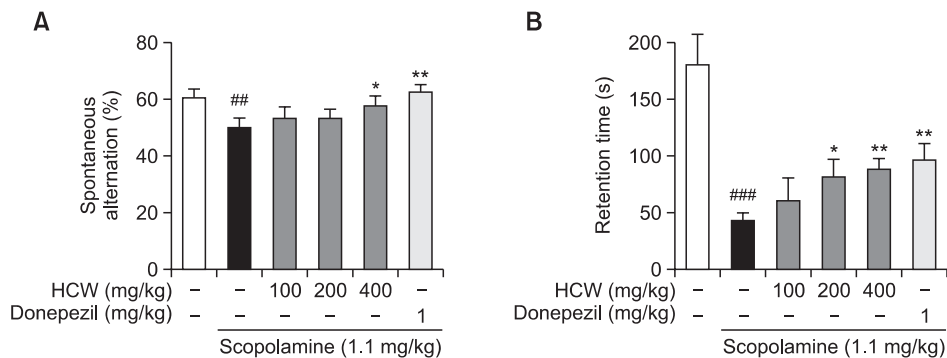 A
Spontaneous
alternation (%)
80
60
40
20
0
##
*
**
HCW (mg/kg) – – 100 200 400 –
Donepezil (mg/kg) – – – – – 1
Scopolamine (1.1 mg/kg)
B
Retention time (s)
200
150
100
50
0
###
*
**
**
HCW (mg/kg) – – 100 200 400 –
Donepezil (mg/kg) – – – – – 1
Scopolamine (1.1 mg/kg)